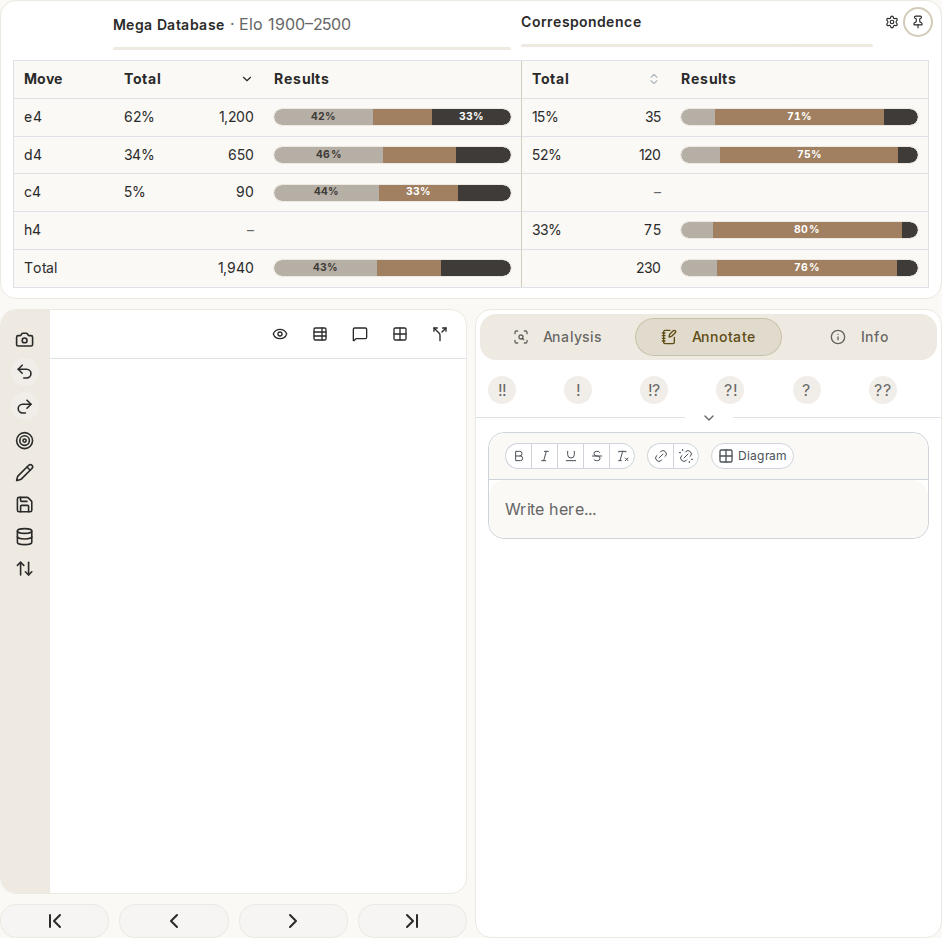 Mega Database · Elo 1900–2500 Correspondence
Move Total Results Total Results
e4 62% 1,200 42% 33% 15% 35 71%
d4 34% 650 46% 52% 120 75%
c4 5% 90 44% 33% –
h4 – 33% 75 80%
Total 1,940 43% 230 76%
Analysis Annotate Info
!! ! !? ?! ? ??
B I U S Tx Diagram
Write here...